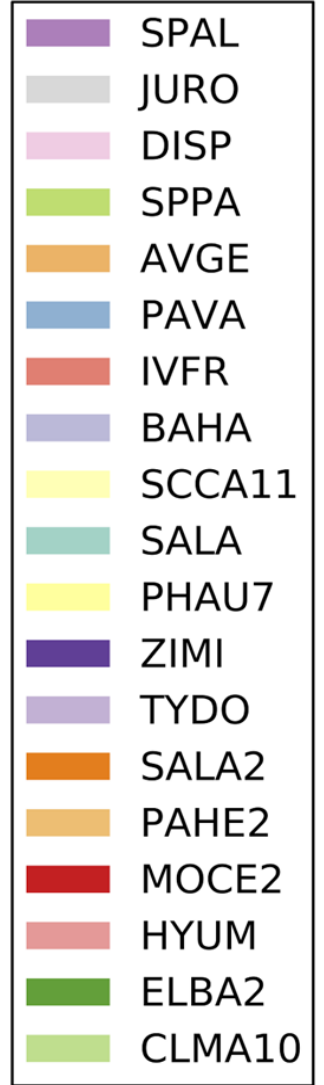 SPAL
JURO
DISP
SPPA
AVGE
PAVA
IVFR
BAHA
SCCA11
SALA
PHAU7
ZIMI
TYDO
SALA2
PAHE2
MOCE2
HYUM
ELBA2
CLMA10